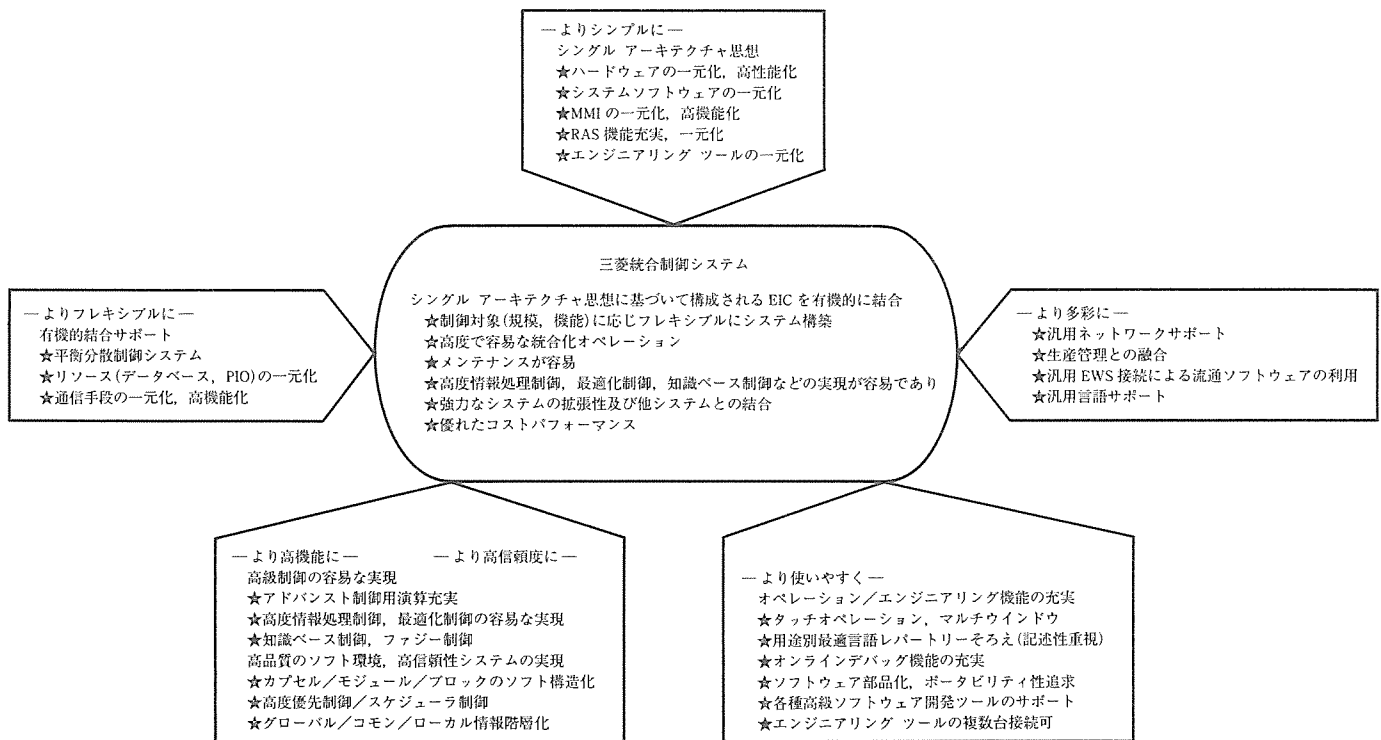 ― よりシンプルに ―
シングル アーキテクチャ思想
☆ハードウェアの一元化, 高性能化
☆システムソフトウェアの一元化
☆MMI の一元化, 高機能化
☆RAS 機能充実, 一元化
☆エンジニアリング ツールの一元化
三菱統合制御システム
シングル アーキテクチャ思想に基づいて構成される EIC を有機的に結合
☆制御対象(規模, 機能)に応じフレキシブルにシステム構築
☆高度で容易な統合化オペレーション
☆メンテナンスが容易
☆高度情報処理制御, 最適化制御, 知識ベース制御などの実現が容易であり
☆強力なシステムの拡張性及び他システムとの結合
☆優れたコストパフォーマンス
― よりフレキシブルに ―
有機的結合サポート
☆平衡分散制御システム
☆リソース(データベース, PIO)の一元化
☆通信手段の一元化, 高機能化
― より多彩に ―
☆汎用ネットワークサポート
☆生産管理との融合
☆汎用 EWS 接続による流通ソフトウェアの利用
☆汎用言語サポート
― より高機能に ― ― より高信頼度に ―
高級制御の容易な実現
☆アドバンスト制御用演算充実
☆高度情報処理制御, 最適化制御の容易な実現
☆知識ベース制御, ファジー制御
高品質のソフト環境, 高信頼性システムの実現
☆カプセル／モジュール／ブロックのソフト構造化
☆高度優先制御／スケジューラ制御
☆グローバル／コモン／ローカル情報階層化
― より使いやすく ―
オペレーション／エンジニアリング機能の充実
☆タッチオペレーション, マルチウインドウ
☆用途別最適言語レパートリーそろえ(記述性重視)
☆オンラインデバッグ機能の充実
☆ソフトウェア部品化, ポータビリティ性追求
☆各種高級ソフトウェア開発ツールのサポート
☆エンジニアリング ツールの複数台接続可